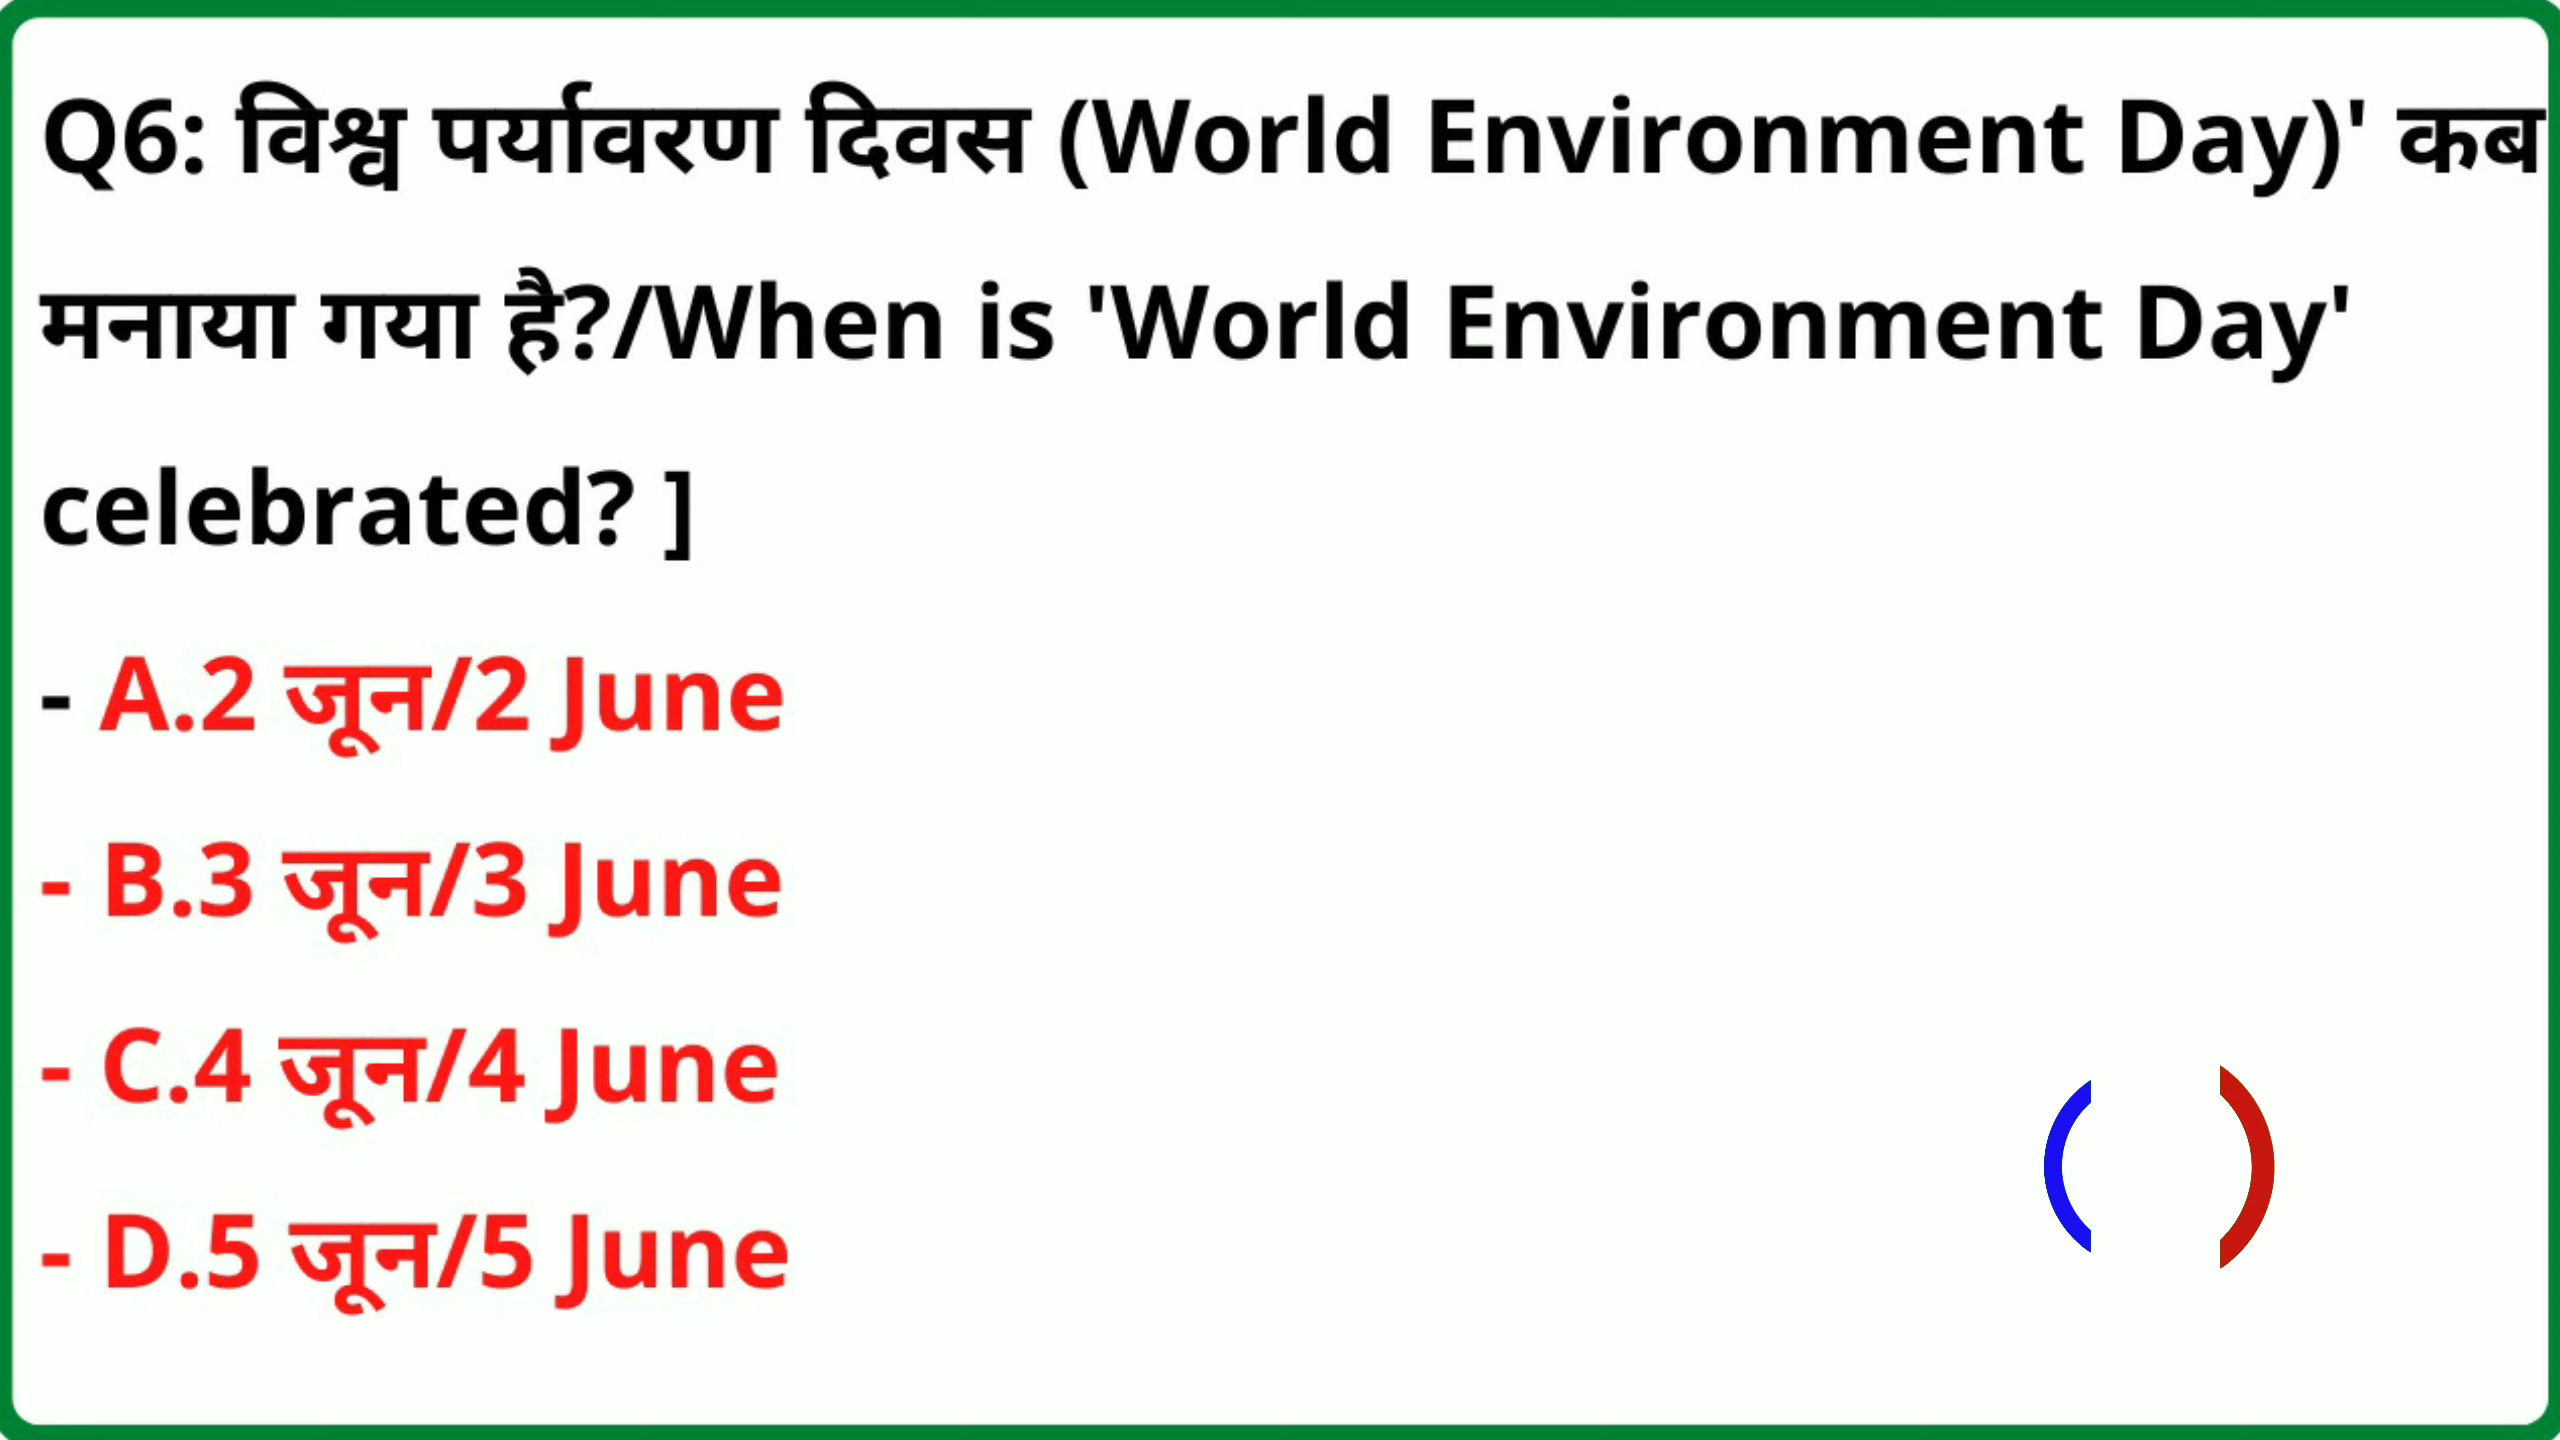 Q6: विश्व पर्यावरण दिवस (World Environment Day)' कब
मनाया गया है?/When is 'World Environment Day'
celebrated? ]
- A.2 जून/2 June
- B.3 जून/3 June
- C.4 जून/4 June
- D.5 जून/5 June